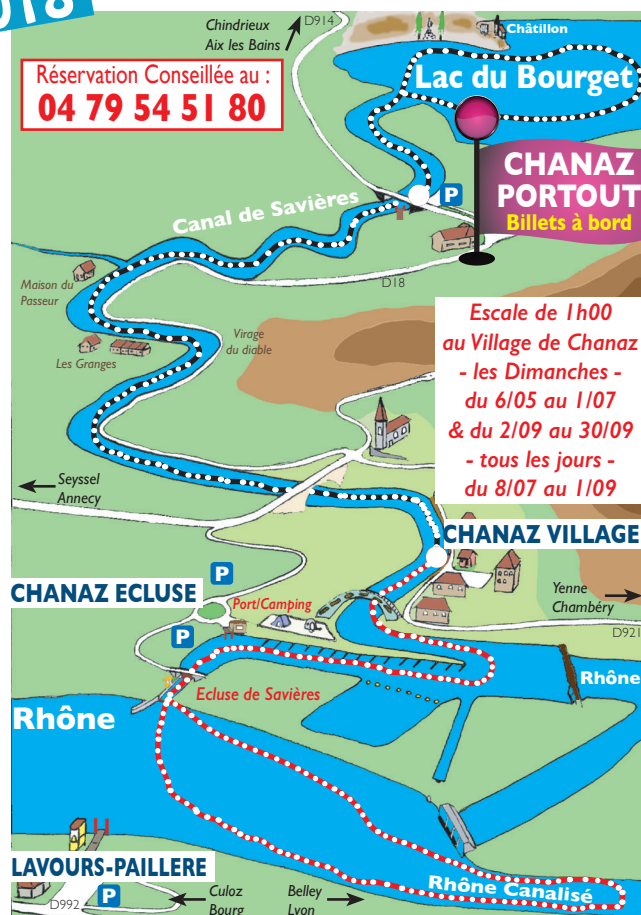 018
Chindrieux
Aix les Bains
D914
Châtillon
Réservation Conseillée au :
04 79 54 51 80
Lac du Bourget
CHANAZ
PORTOUT
Billets à bord
P
Canal de Savières
D18
Maison du
Passeur
Les Granges
Virage
du diable
Escale de 1h00
au Village de Chanaz
- les Dimanches -
du 6/05 au 1/07
& du 2/09 au 30/09
- tous les jours -
du 8/07 au 1/09
Seyssel
Annecy
CHANAZ VILLAGE
P
CHANAZ ECLUSE
Port/Camping
Yenne
Chambéry
D921
P
Rhône
Ecluse de Savières
Rhône
LAVOURS-PAILLERE
Rhône Canalisé
D992
P
Culoz
Bourg
Belley
Lyon